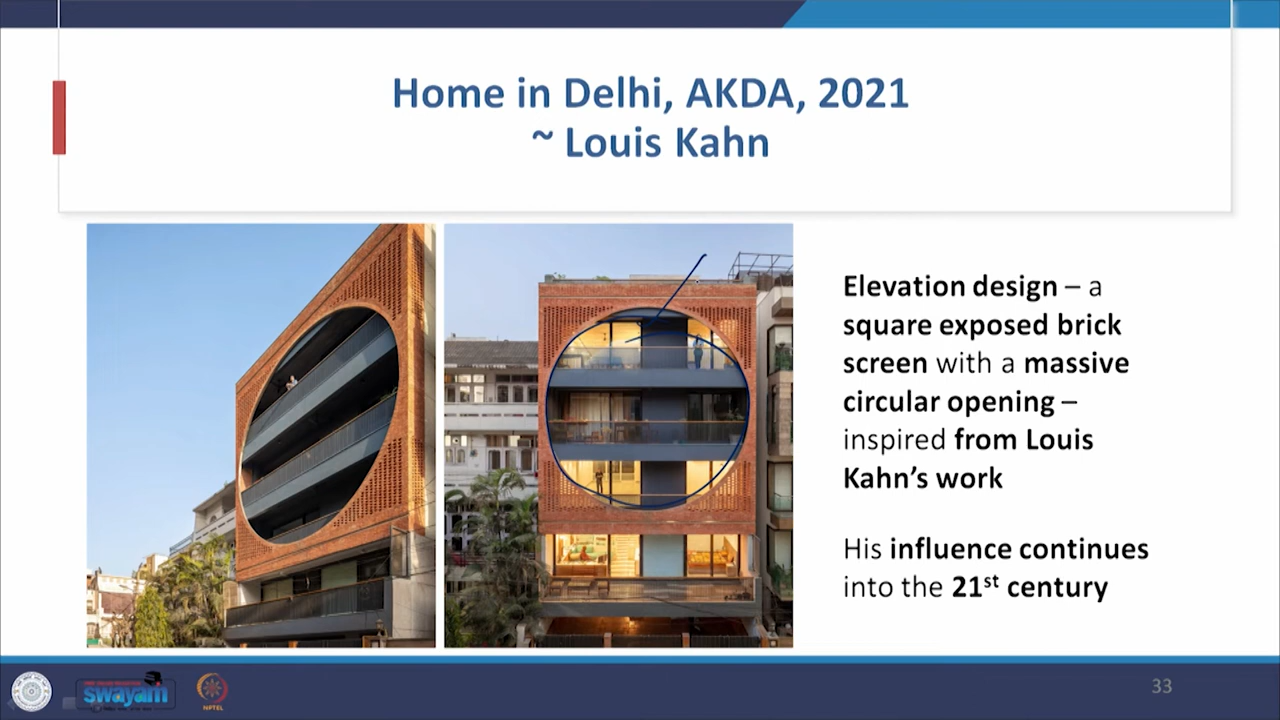 Home in Delhi, AKDA, 2021
~ Louis Kahn
Elevation design – a
square exposed brick
screen with a massive
circular opening –
inspired from Louis
Kahn’s work
His influence continues
into the 21st century
swayam
NPTEL
33